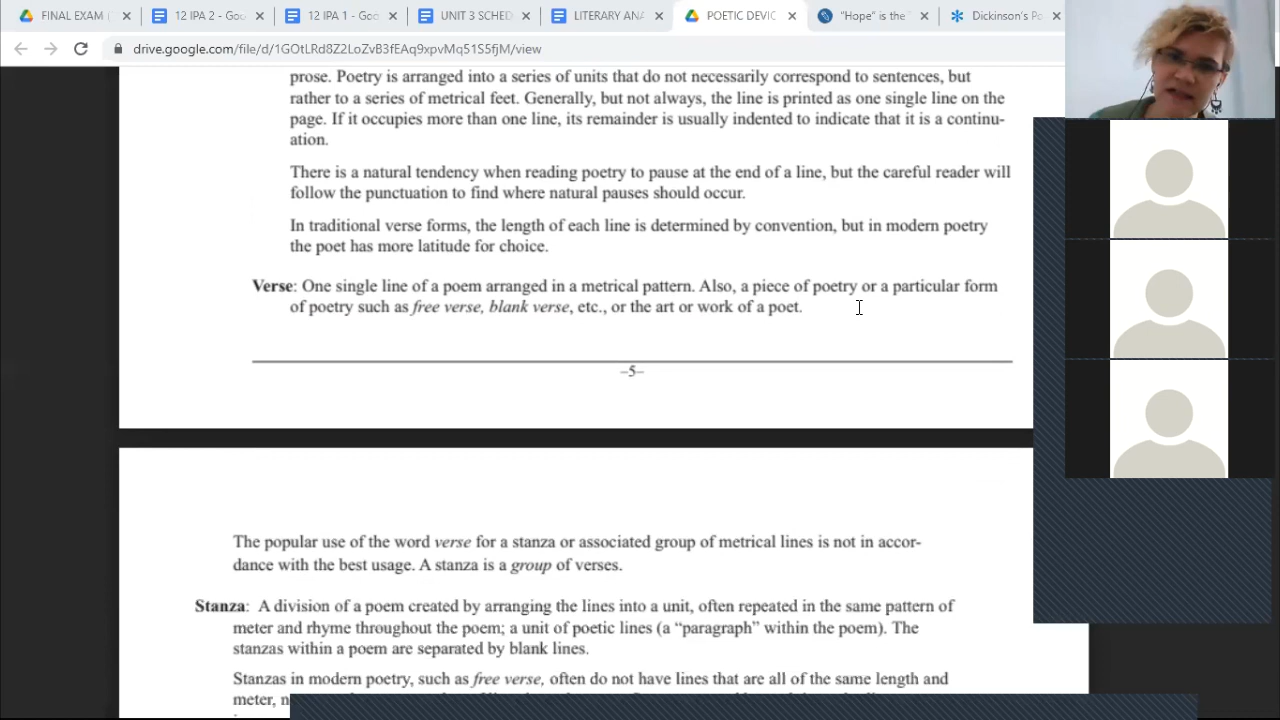 FINAL EXAM (
12 IPA 2 - Goo
12 IPA 1 - Goo
UNIT 3 SCHED
LITERARY ANA
POETIC DEVIC
"Hope" is the
Dickinson's Po
drive.google.com/file/d/1GOtLRd8Z2LoZvB3fEAq9xpvMq51S5fjM/view
prose. Poetry is arranged into a series of units that do not necessarily correspond to sentences, but
rather to a series of metrical feet. Generally, but not always, the line is printed as one single line on the
page. If it occupies more than one line, its remainder is usually indented to indicate that it is a continu-
ation.
There is a natural tendency when reading poetry to pause at the end of a line, but the careful reader will
follow the punctuation to find where natural pauses should occur.
In traditional verse forms, the length of each line is determined by convention, but in modern poetry
the poet has more latitude for choice.
Verse: One single line of a poem arranged in a metrical pattern. Also, a piece of poetry or a particular form
of poetry such as free verse, blank verse, etc., or the art or work of a poet.
–5–
The popular use of the word verse for a stanza or associated group of metrical lines is not in accor-
dance with the best usage. A stanza is a group of verses.
Stanza: A division of a poem created by arranging the lines into a unit, often repeated in the same pattern of
meter and rhyme throughout the poem; a unit of poetic lines (a “paragraph” within the poem). The
stanzas within a poem are separated by blank lines.
Stanzas in modern poetry, such as free verse, often do not have lines that are all of the same length and
meter,